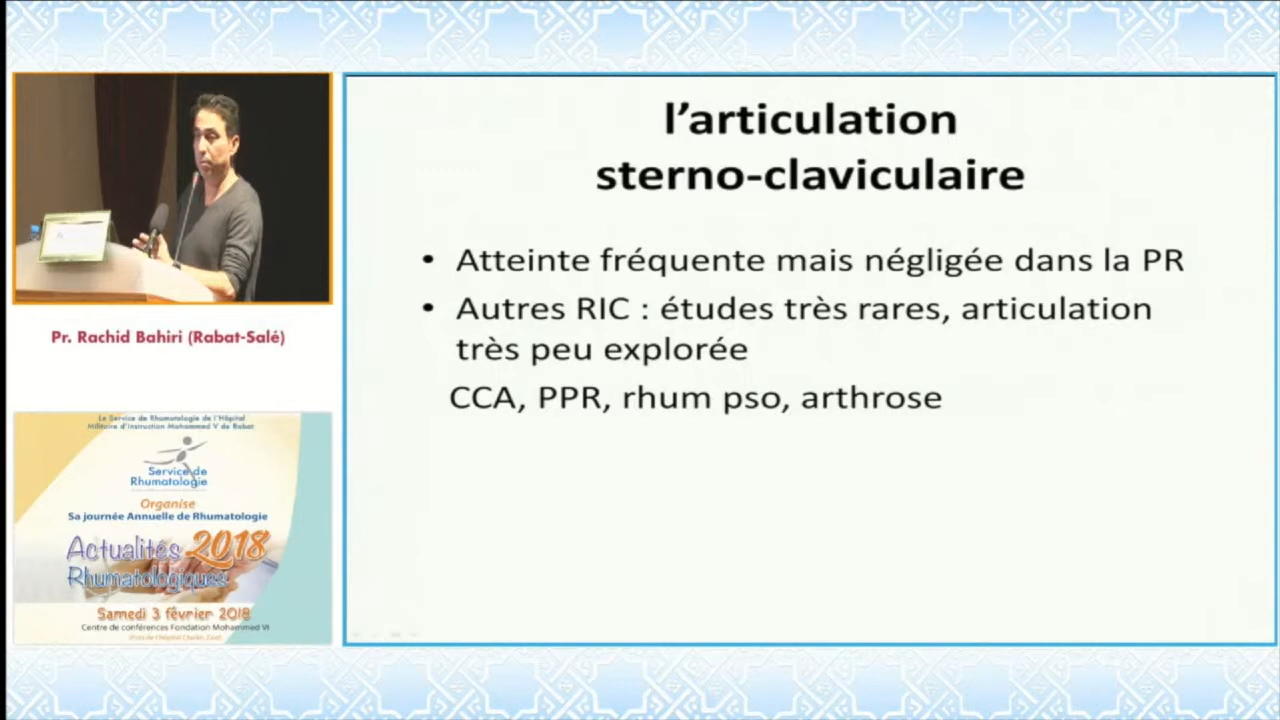 l’articulation
sterno-claviculaire
• Atteinte fréquente mais négligée dans la PR
• Autres RIC : études très rares, articulation
très peu explorée
CCA, PPR, rhum pso, arthrose
Pr. Rachid Bahiri (Rabat-Salé)
Le Service de Rhumatologie de l'Hôpital
Militaire d'Instruction Mohammed V de Rabat
Service de
Rhumatologie
Organise
Sa journée Annuelle de Rhumatologie
Actualités 2018
Rhumatologiques
Samedi 3 février 2018
Centre de conférences Fondation Mohammed VI